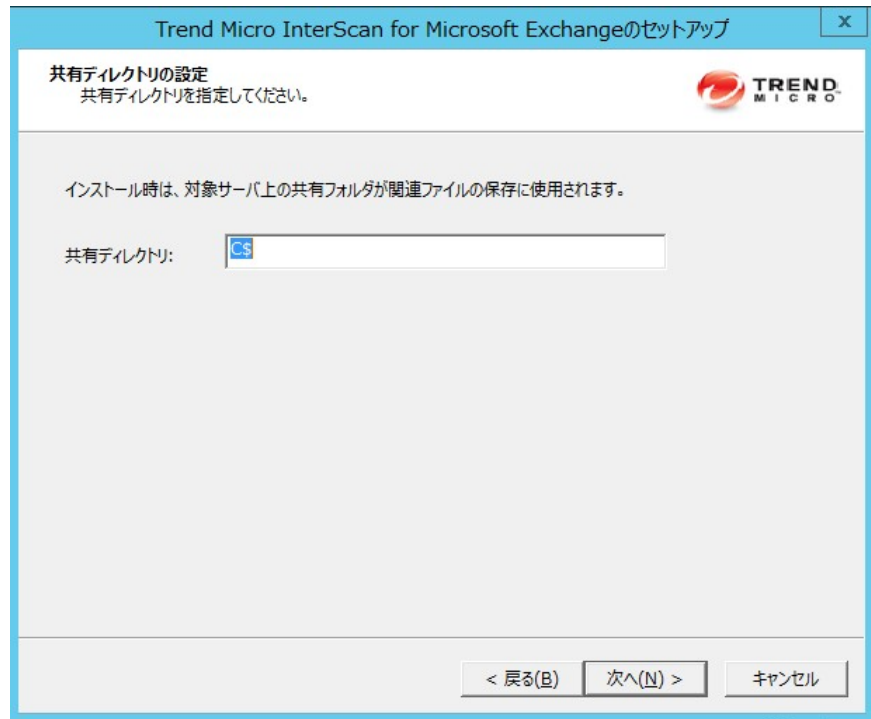 Trend Micro InterScan for Microsoft Exchangeのセットアップ
x
共有ディレクトリの設定
共有ディレクトリを指定してください。
TREND
MICRO
インストール時は、対象サーバ上の共有フォルダが関連ファイルの保存に使用されます。
共有ディレクトリ: C$
< 戻る(B) 次へ(N) > キャンセル